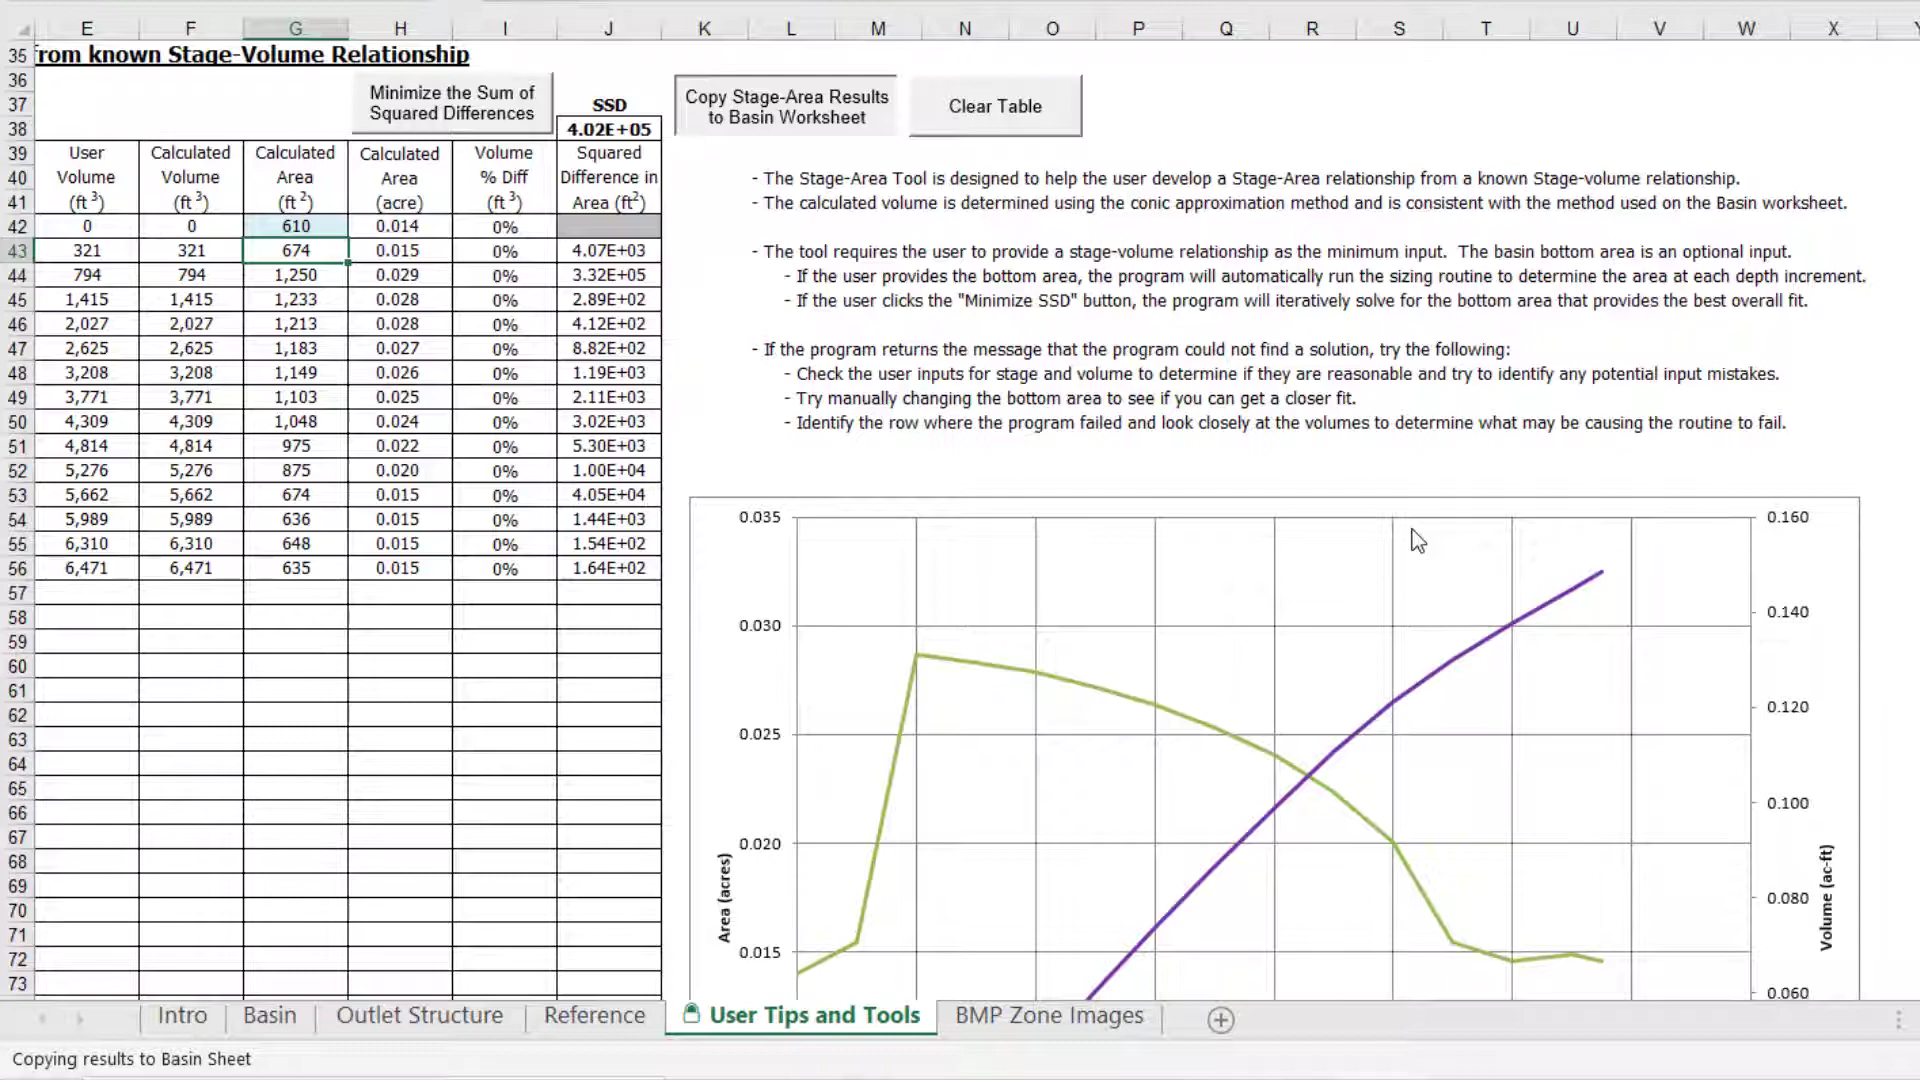 E F G H I J K L M N O P Q R S T U V W X Y
35 from known Stage-Volume Relationship
36 Minimize the Sum of
Squared Differences
Copy Stage-Area Results
to Basin Worksheet
Clear Table
37 SSD
38 4.02E+05
39 User Calculated Calculated Calculated Volume Squared
40 Volume Volume Area Area % Diff Difference in
41 (ft 3) (ft 3) (ft 2) (acre) (ft 3) Area (ft2)
42 0 0 610 0.014 0%
43 321 321 674 0.015 0% 4.07E+03
44 794 794 1,250 0.029 0% 3.32E+05
45 1,415 1,415 1,233 0.028 0% 2.89E+02
46 2,027 2,027 1,213 0.028 0% 4.12E+02
47 2,625 2,625 1,183 0.027 0% 8.82E+02
48 3,208 3,208 1,149 0.026 0% 1.19E+03
49 3,771 3,771 1,103 0.025 0% 2.11E+03
50 4,309 4,309 1,048 0.024 0% 3.02E+03
51 4,814 4,814 975 0.022 0% 5.30E+03
52 5,276 5,276 875 0.020 0% 1.00E+04
53 5,662 5,662 674 0.015 0% 4.05E+04
54 5,989 5,989 636 0.015 0% 1.44E+03
55 6,310 6,310 648 0.015 0% 1.54E+02
56 6,471 6,471 635 0.015 0% 1.64E+02
57
58
59
60
61
62
63
64
65
66
67
68
69
70
71
72
73
- The Stage-Area Tool is designed to help the user develop a Stage-Area relationship from a known Stage-volume relationship.
- The calculated volume is determined using the conic approximation method and is consistent with the method used on the Basin worksheet.
- The tool requires the user to provide a stage-volume relationship as the minimum input. The basin bottom area is an optional input.
- If the user provides the bottom area, the program will automatically run the sizing routine to determine the area at each depth increment.
- If the user clicks the "Minimize SSD" button, the program will iteratively solve for the bottom area that provides the best overall fit.
- If the program returns the message that the program could not find a solution, try the following:
- Check the user inputs for stage and volume to determine if they are reasonable and try to identify any potential input mistakes.
- Try manually changing the bottom area to see if you can get a closer fit.
- Identify the row where the program failed and look closely at the volumes to determine what may be causing the routine to fail.
0.035
0.030
0.025
0.020
0.015
Area (acres)
0.160
0.140
0.120
0.100
0.080
0.060
Volume (ac-ft)
Intro Basin Outlet Structure Reference User Tips and Tools BMP Zone Images
Copying results to Basin Sheet